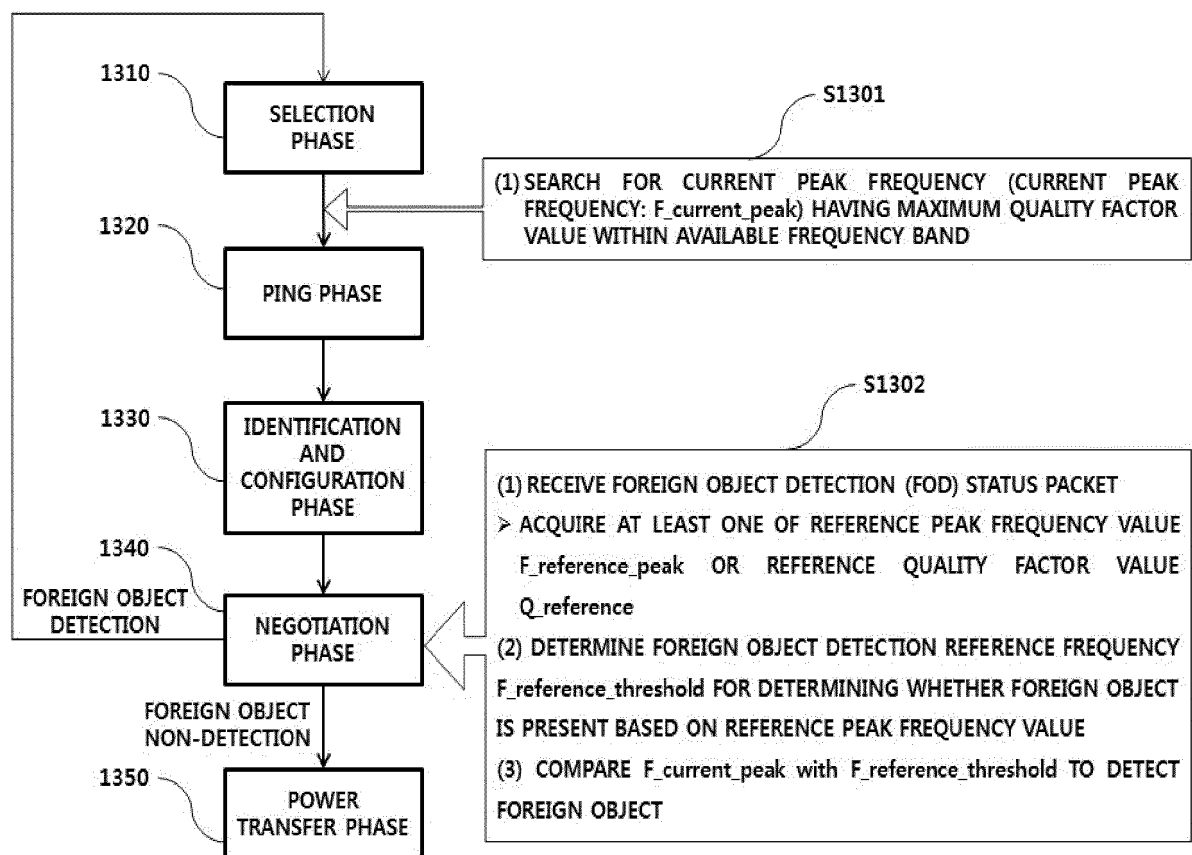 1310
SELECTION
PHASE
S1301
(1) SEARCH FOR CURRENT PEAK FREQUENCY (CURRENT PEAK
FREQUENCY: F_current_peak) HAVING MAXIMUM QUALITY FACTOR
VALUE WITHIN AVAILABLE FREQUENCY BAND
1320
PING PHASE
1330
IDENTIFICATION
AND
CONFIGURATION
PHASE
S1302
(1) RECEIVE FOREIGN OBJECT DETECTION (FOD) STATUS PACKET
➢ ACQUIRE AT LEAST ONE OF REFERENCE PEAK FREQUENCY VALUE
F_reference_peak OR REFERENCE QUALITY FACTOR VALUE
Q_reference
(2) DETERMINE FOREIGN OBJECT DETECTION REFERENCE FREQUENCY
F_reference_threshold FOR DETERMINING WHETHER FOREIGN OBJECT
IS PRESENT BASED ON REFERENCE PEAK FREQUENCY VALUE
(3) COMPARE F_current_peak with F_reference_threshold TO DETECT
FOREIGN OBJECT
1340
FOREIGN OBJECT
DETECTION
NEGOTIATION
PHASE
FOREIGN OBJECT
NON-DETECTION
1350
POWER
TRANSFER PHASE